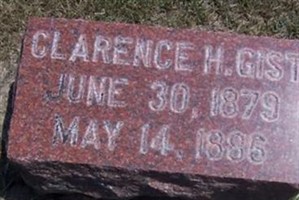 CLARENCE H. GIST
JUNE 30, 1879
MAY 14, 1886